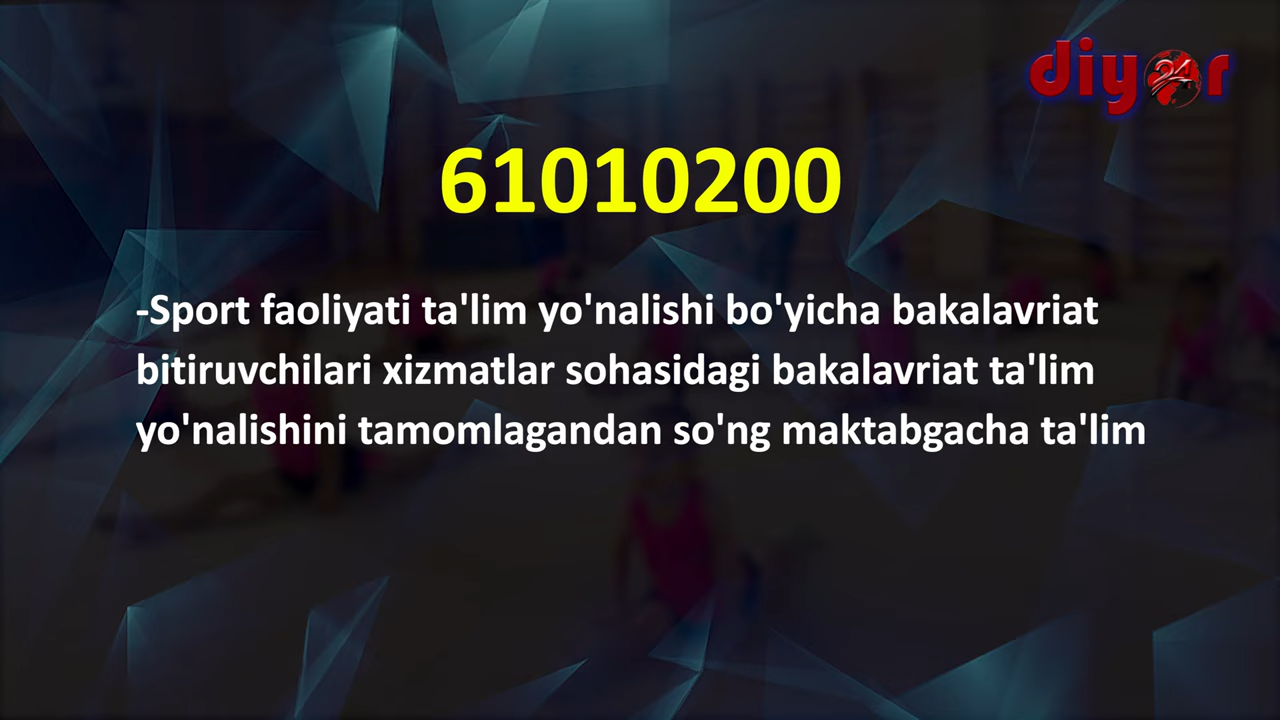 diyor 24
61010200
-Sport faoliyati ta'lim yo'nalishi bo'yicha bakalavriat
bitiruvchilari xizmatlar sohasidagi bakalavriat ta'lim
yo'nalishini tamomlagandan so'ng maktabgacha ta'lim